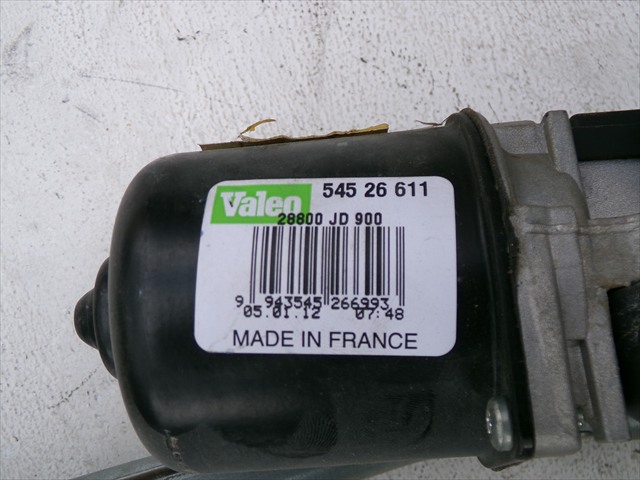 Valeo 545 26 611
28800 JD 900
9 943545 266993
05.01.12 07:48
MADE IN FRANCE